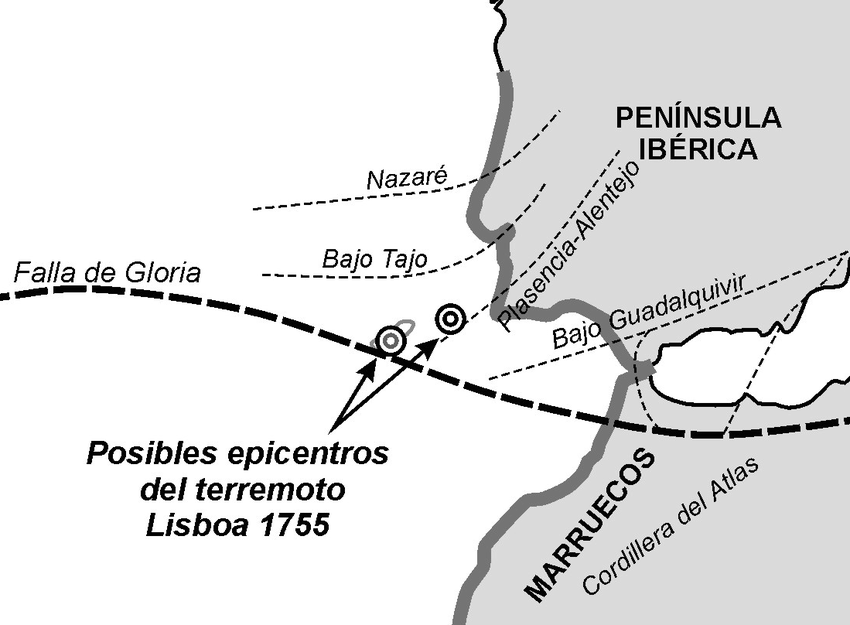 PENÍNSULA
IBÉRICA
Nazaré
Plasencia-Alentejo
Bajo Tajo
Falla de Gloria
Bajo Guadalquivir
Posibles epicentros
del terremoto
Lisboa 1755
MARRUECOS
Cordillera del Atlas